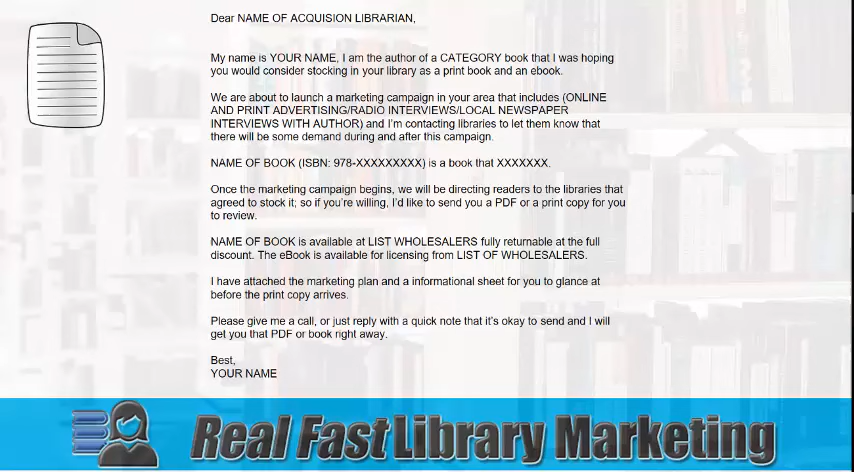 Dear NAME OF ACQUISION LIBRARIAN,
My name is YOUR NAME, I am the author of a CATEGORY book that I was hoping
you would consider stocking in your library as a print book and an ebook.
We are about to launch a marketing campaign in your area that includes (ONLINE
AND PRINT ADVERTISING/RADIO INTERVIEWS/LOCAL NEWSPAPER
INTERVIEWS WITH AUTHOR) and I'm contacting libraries to let them know that
there will be some demand during and after this campaign.
NAME OF BOOK (ISBN: 978-XXXXXXXXX) is a book that XXXXXXX.
Once the marketing campaign begins, we will be directing readers to the libraries that
agreed to stock it; so if you're willing, I'd like to send you a PDF or a print copy for you
to review.
NAME OF BOOK is available at LIST WHOLESALERS fully returnable at the full
discount. The eBook is available for licensing from LIST OF WHOLESALERS.
I have attached the marketing plan and a informational sheet for you to glance at
before the print copy arrives.
Please give me a call, or just reply with a quick note that it's okay to send and I will
get you that PDF or book right away.
Best,
YOUR NAME
Real Fast Library Marketing